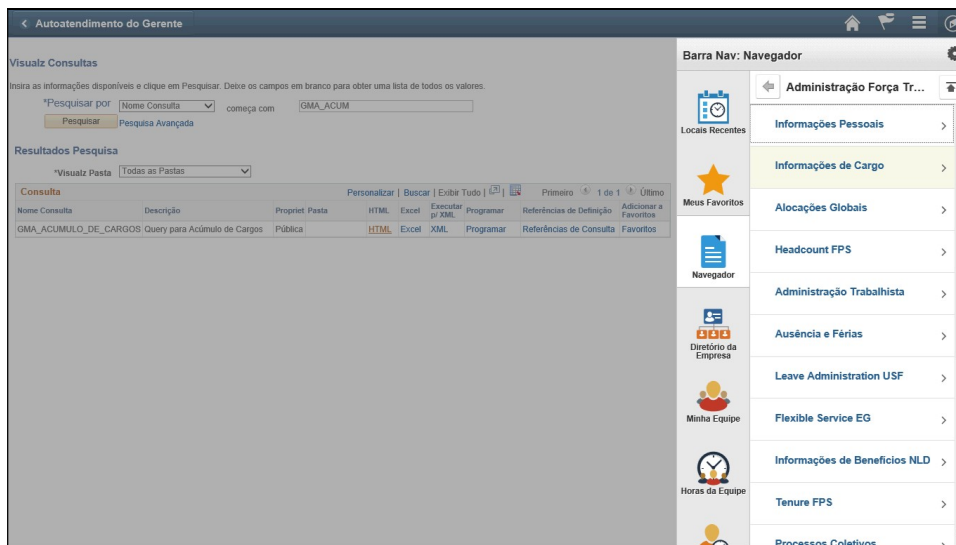 Autoatendimento do Gerente
Visualz Consultas
Insira as informações disponíveis e clique em Pesquisar. Deixe os campos em branco para obter uma lista de todos os valores.
*Pesquisar por Nome Consulta começa com GMA_ACUM
Pesquisar Pesquisa Avançada
Resultados Pesquisa
*Visualz Pasta Todas as Pastas
Consulta Personalizar | Buscar | Exibir Tudo | | Primeiro 1 de 1 Último
Nome Consulta Descrição Propriet Pasta HTML Excel Executar p/ XML Programar Referências de Definição Adicionar a Favoritos
GMA_ACUMULO_DE_CARGOS Query para Acúmulo de Cargos Pública HTML Excel XML Programar Referências de Consulta Favoritos
Barra Nav: Navegador
Locais Recentes
Meus Favoritos
Navegador
Diretório da
Empresa
Minha Equipe
Horas da Equipe
Administração Força Tr...
Informações Pessoais
Informações de Cargo
Alocações Globais
Headcount FPS
Administração Trabalhista
Ausência e Férias
Leave Administration USF
Flexible Service EG
Informações de Benefícios NLD
Tenure FPS
Processos Coletivos